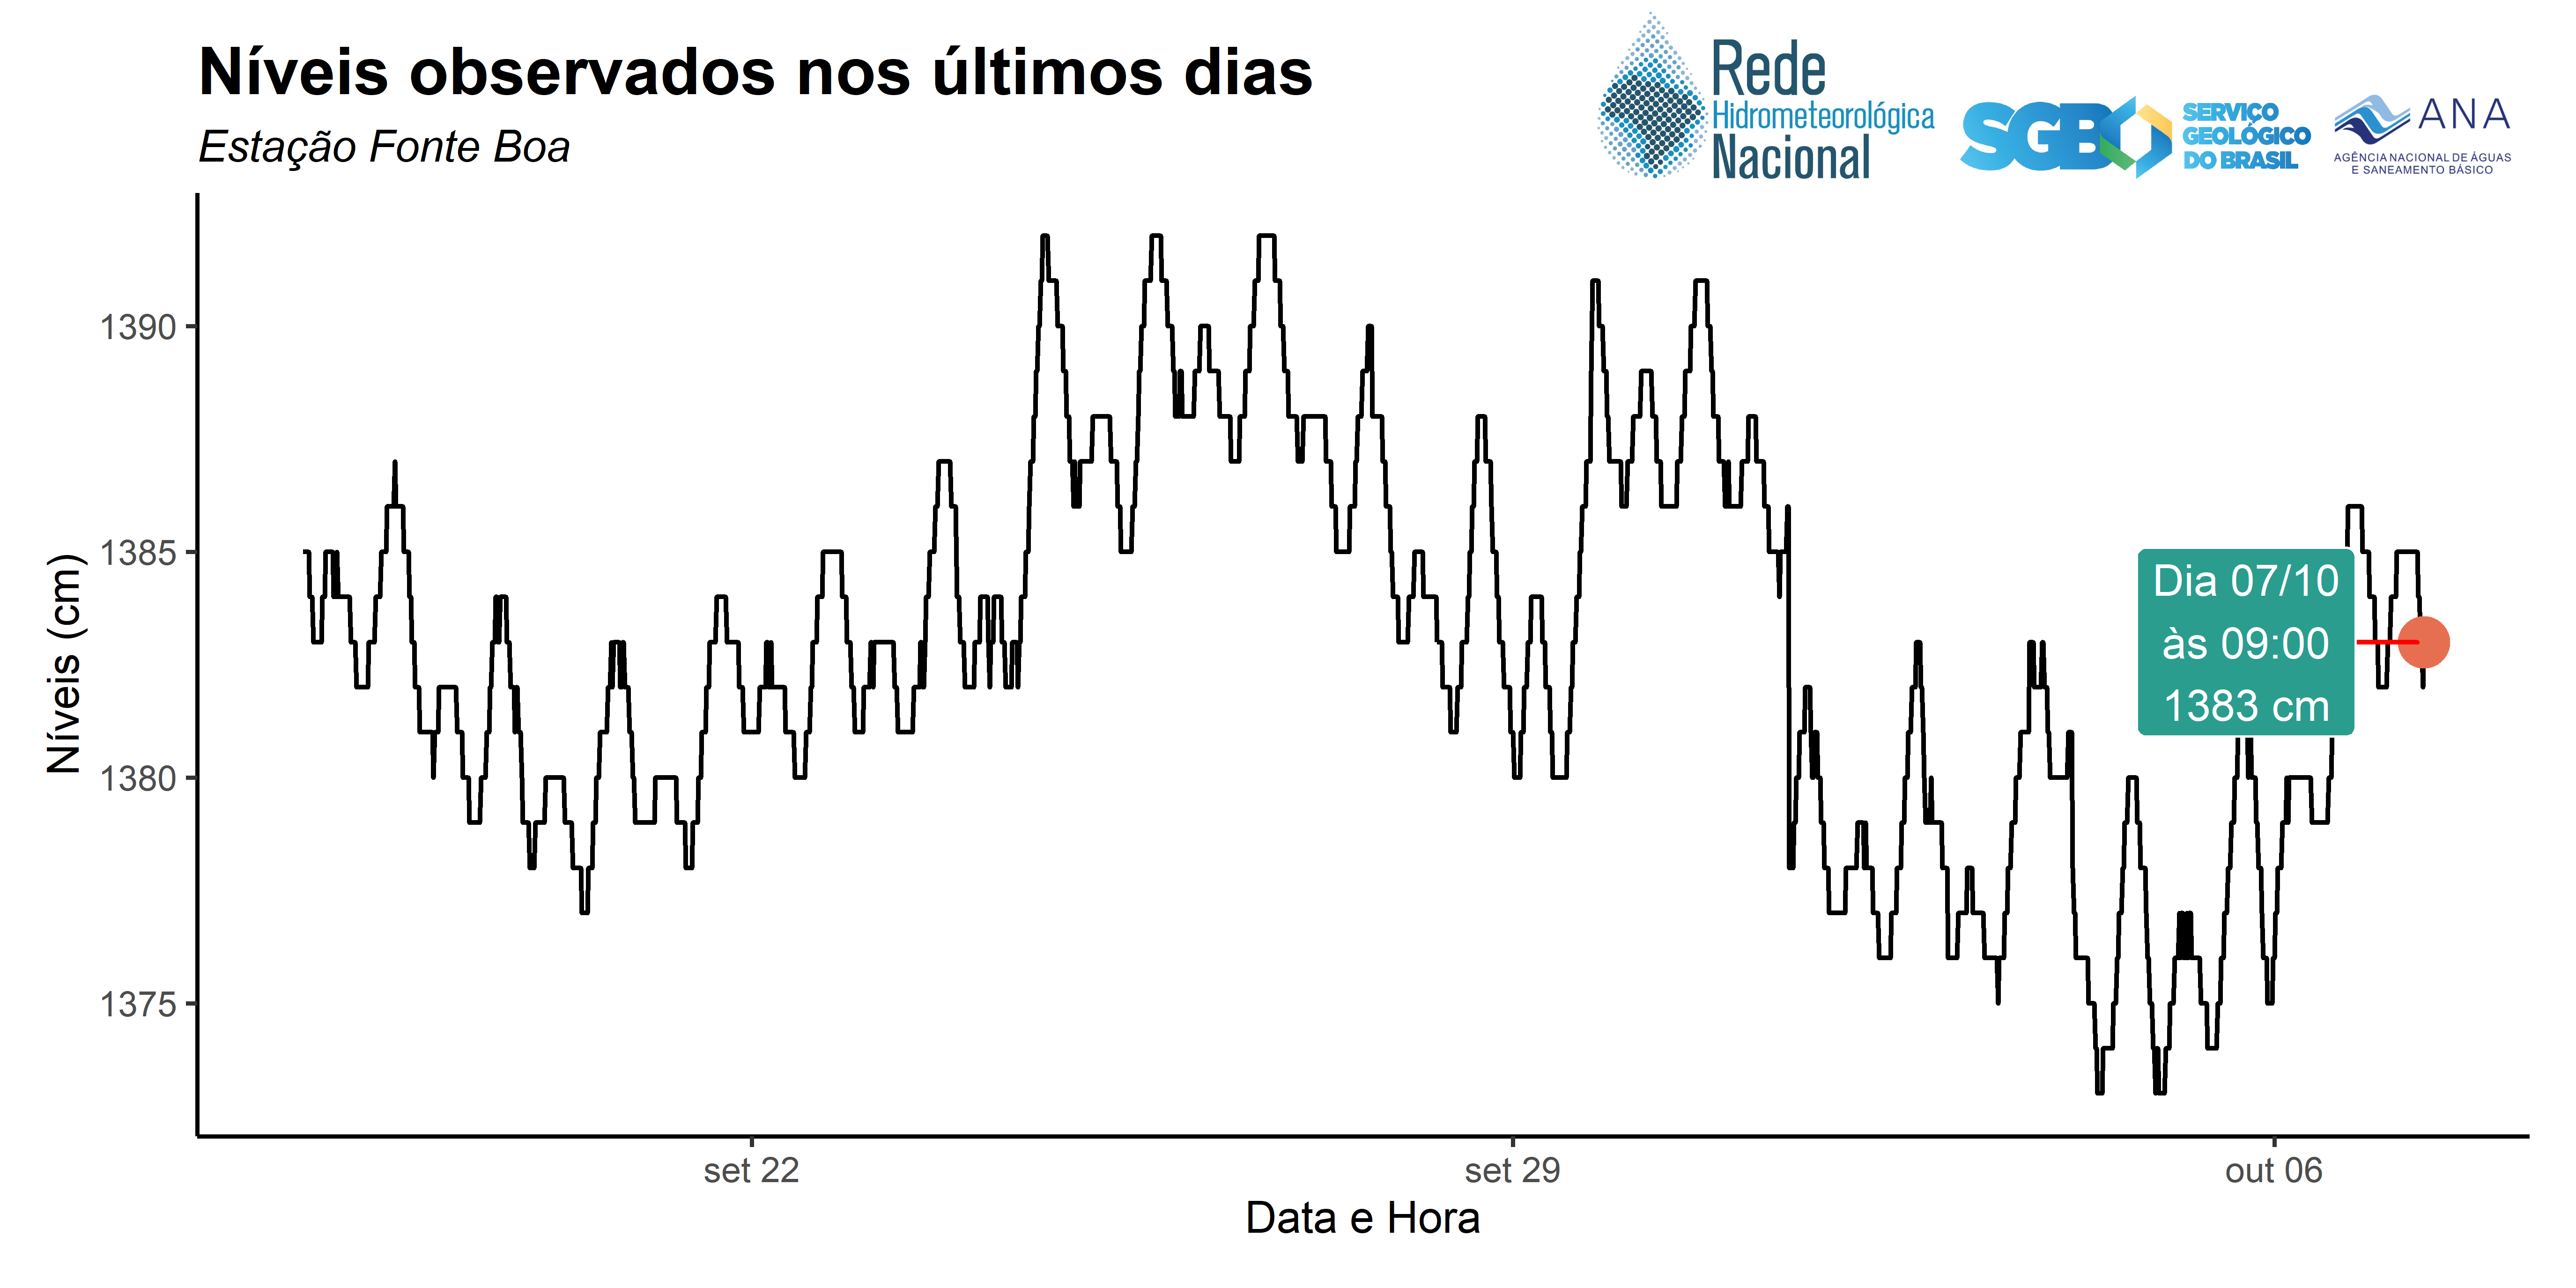 Níveis observados nos últimos dias
Estação Fonte Boa
Rede
Hidrometeorológica
Nacional
SGB
SERVIÇO
GEOLÓGICO
DO BRASIL
ANA
AGÊNCIA NACIONAL DE ÁGUAS
E SANEAMENTO BÁSICO
Níveis (cm)
1390
1385
1380
1375
Dia 07/10
às 09:00
1383 cm
set 22
set 29
out 06
Data e Hora